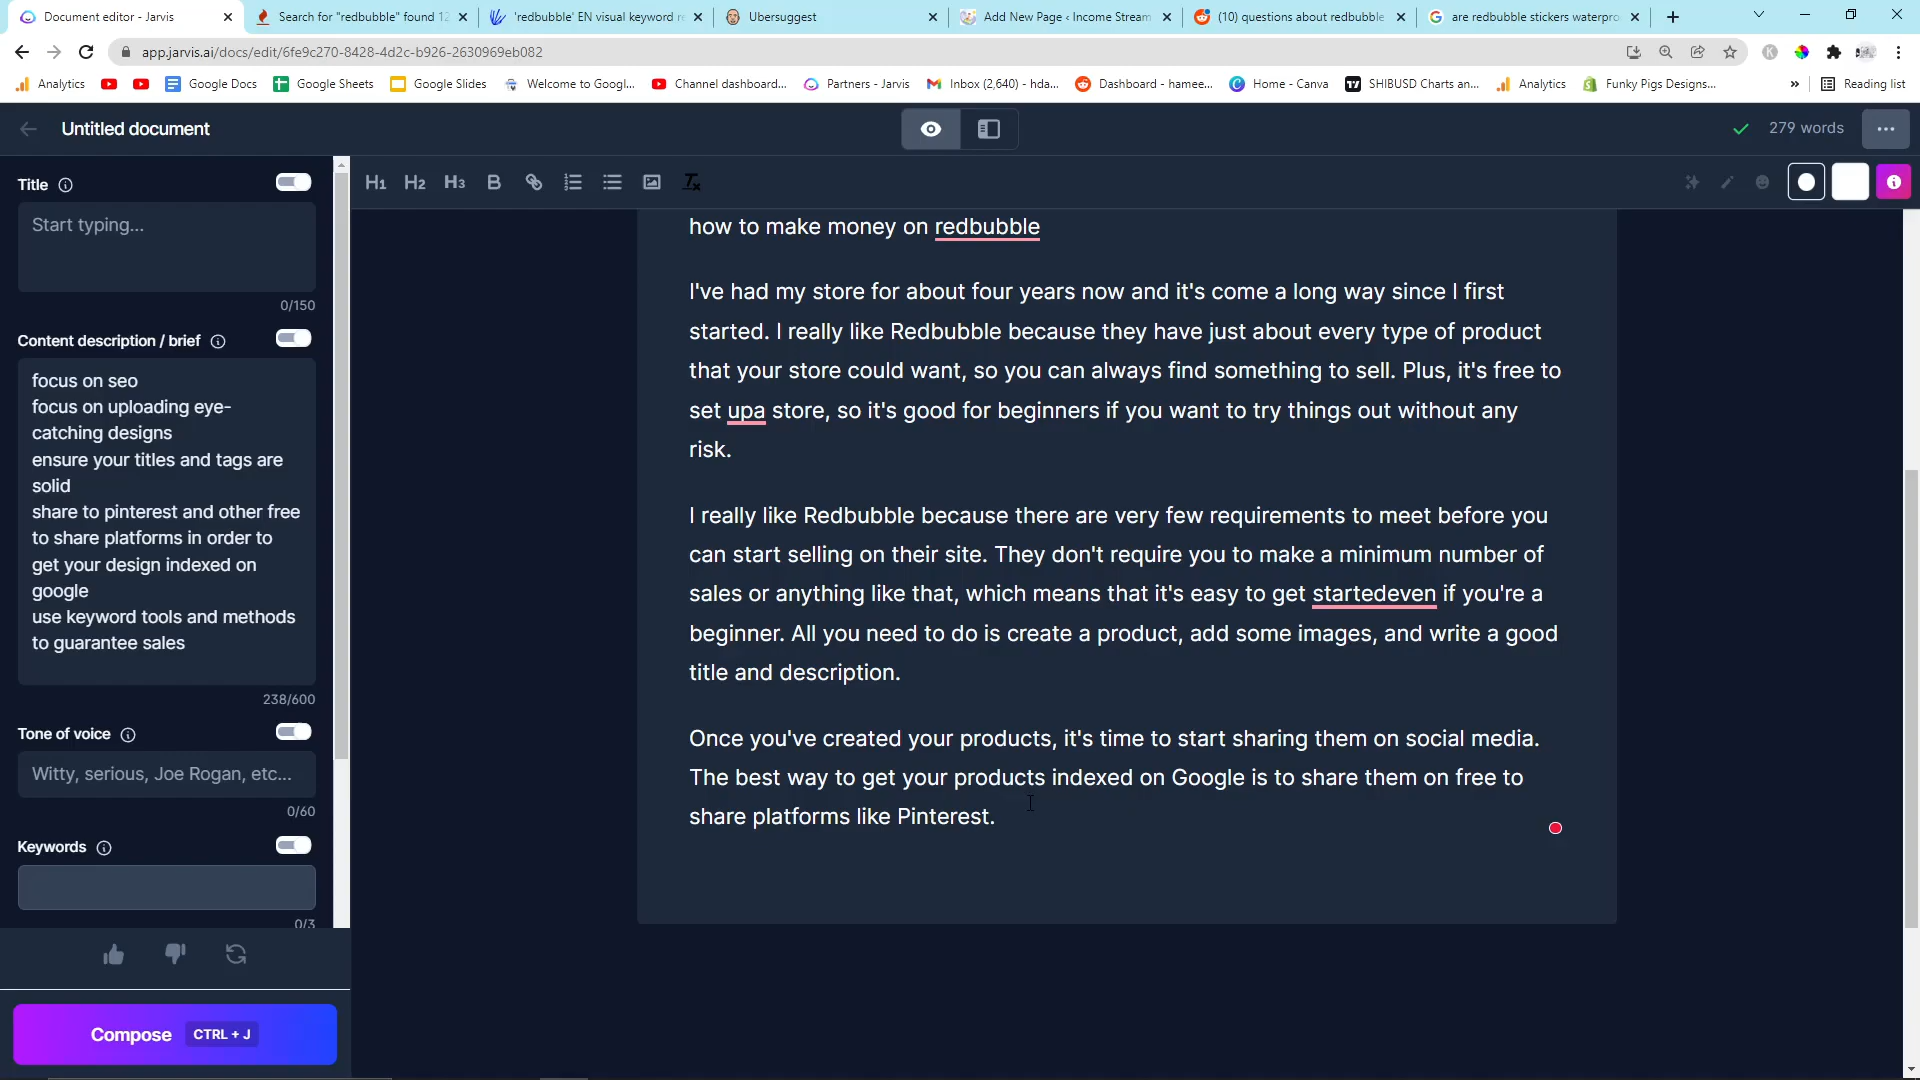 Document editor - Jarvis
Search for "redbubble" found 12
'redbubble' EN visual keyword re
Ubersuggest
Add New Page ‹ Income Stream
(10) questions about redbubble
are redbubble stickers waterpro
app.jarvis.ai/docs/edit/6fe9c270-8428-4d2c-b926-2630969eb082
Analytics
Google Docs
Google Sheets
Google Slides
Welcome to Googl...
Channel dashboard...
Partners - Jarvis
Inbox (2,640) - hda...
Dashboard - hamee...
Home - Canva
SHIBUSD Charts an...
Analytics
Funky Pigs Designs...
»
Reading list
Untitled document
279 words
Title
Start typing...
0/150
Content description / brief
focus on seo
focus on uploading eye-
catching designs
ensure your titles and tags are
solid
share to pinterest and other free
to share platforms in order to
get your design indexed on
google
use keyword tools and methods
to guarantee sales
238/600
Tone of voice
Witty, serious, Joe Rogan, etc...
0/60
Keywords
0/3
Compose CTRL + J
H1 H2 H3 B
how to make money on redbubble
I've had my store for about four years now and it's come a long way since I first
started. I really like Redbubble because they have just about every type of product
that your store could want, so you can always find something to sell. Plus, it's free to
set upa store, so it's good for beginners if you want to try things out without any
risk.
I really like Redbubble because there are very few requirements to meet before you
can start selling on their site. They don't require you to make a minimum number of
sales or anything like that, which means that it's easy to get startedeven if you're a
beginner. All you need to do is create a product, add some images, and write a good
title and description.
Once you've created your products, it's time to start sharing them on social media.
The best way to get your products indexed on Google is to share them on free to
share platforms like Pinterest.